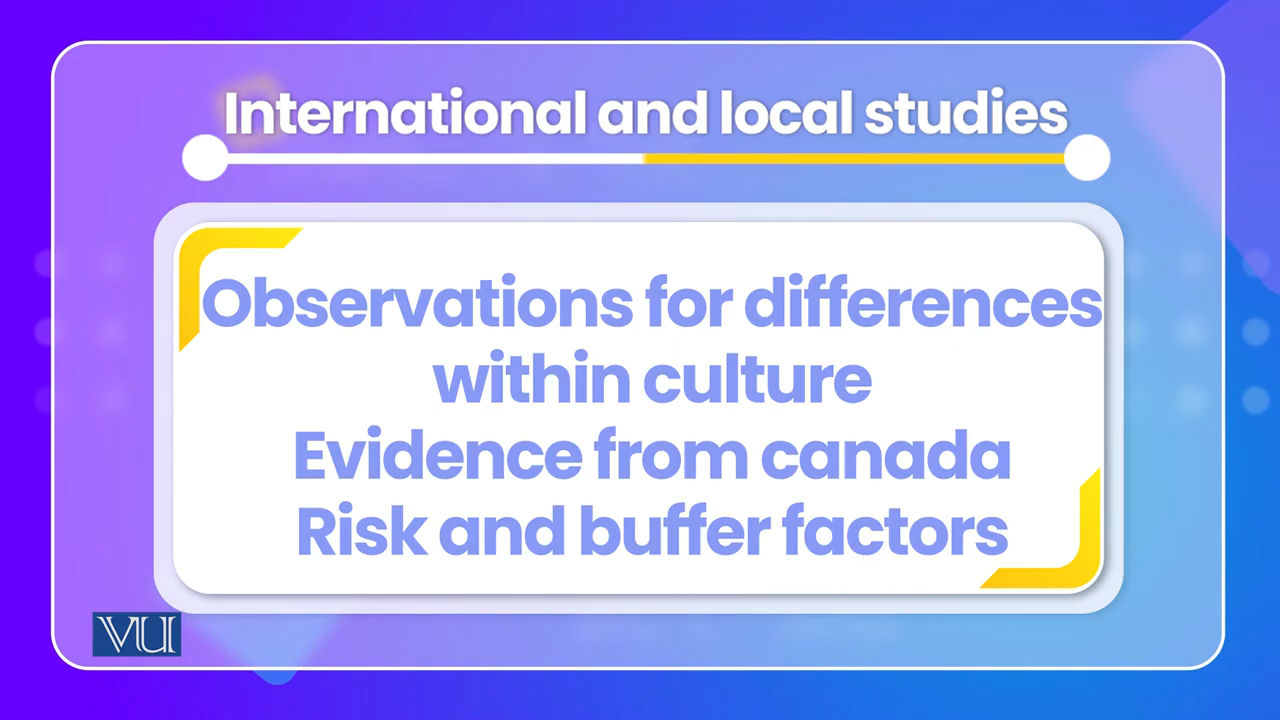 International and local studies
Observations for differences
within culture
Evidence from canada
Risk and buffer factors
VU